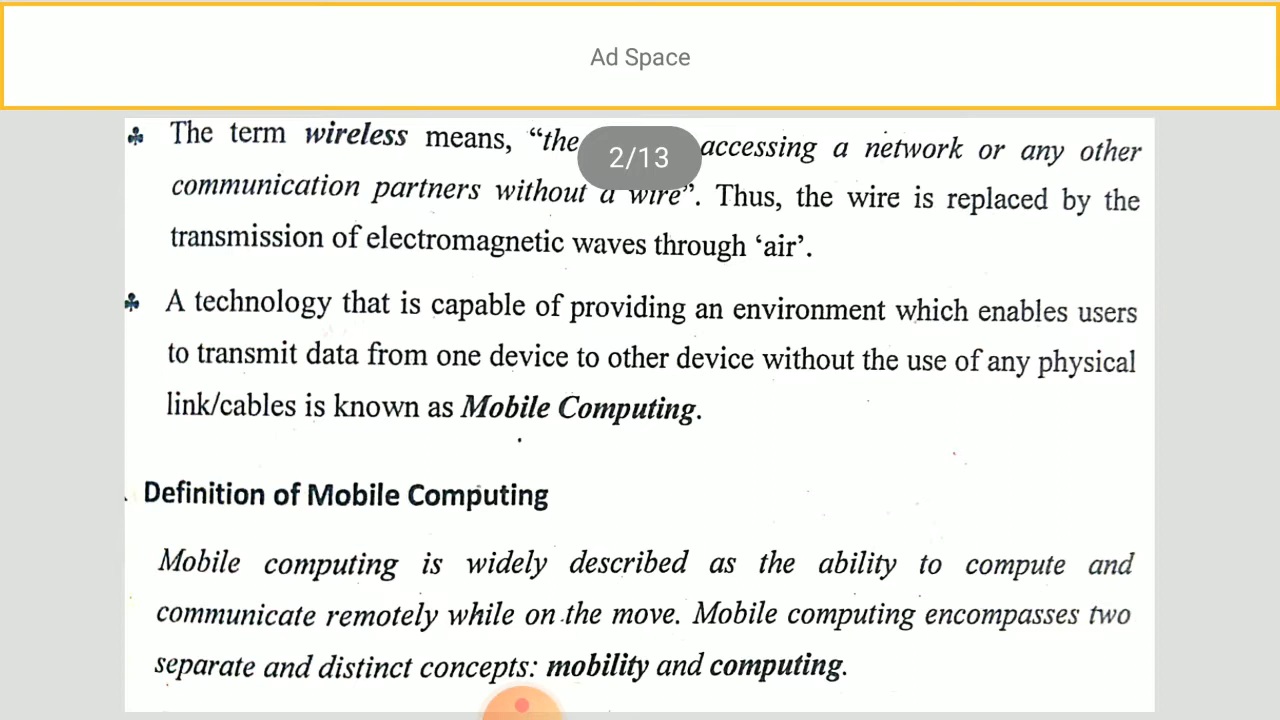 Ad Space
♣ The term wireless means, “the accessing a network or any other
2/13
communication partners without a wire”. Thus, the wire is replaced by the
transmission of electromagnetic waves through ‘air’.
♣ A technology that is capable of providing an environment which enables users
to transmit data from one device to other device without the use of any physical
link/cables is known as Mobile Computing.
Definition of Mobile Computing
Mobile computing is widely described as the ability to compute and
communicate remotely while on the move. Mobile computing encompasses two
separate and distinct concepts: mobility and computing.